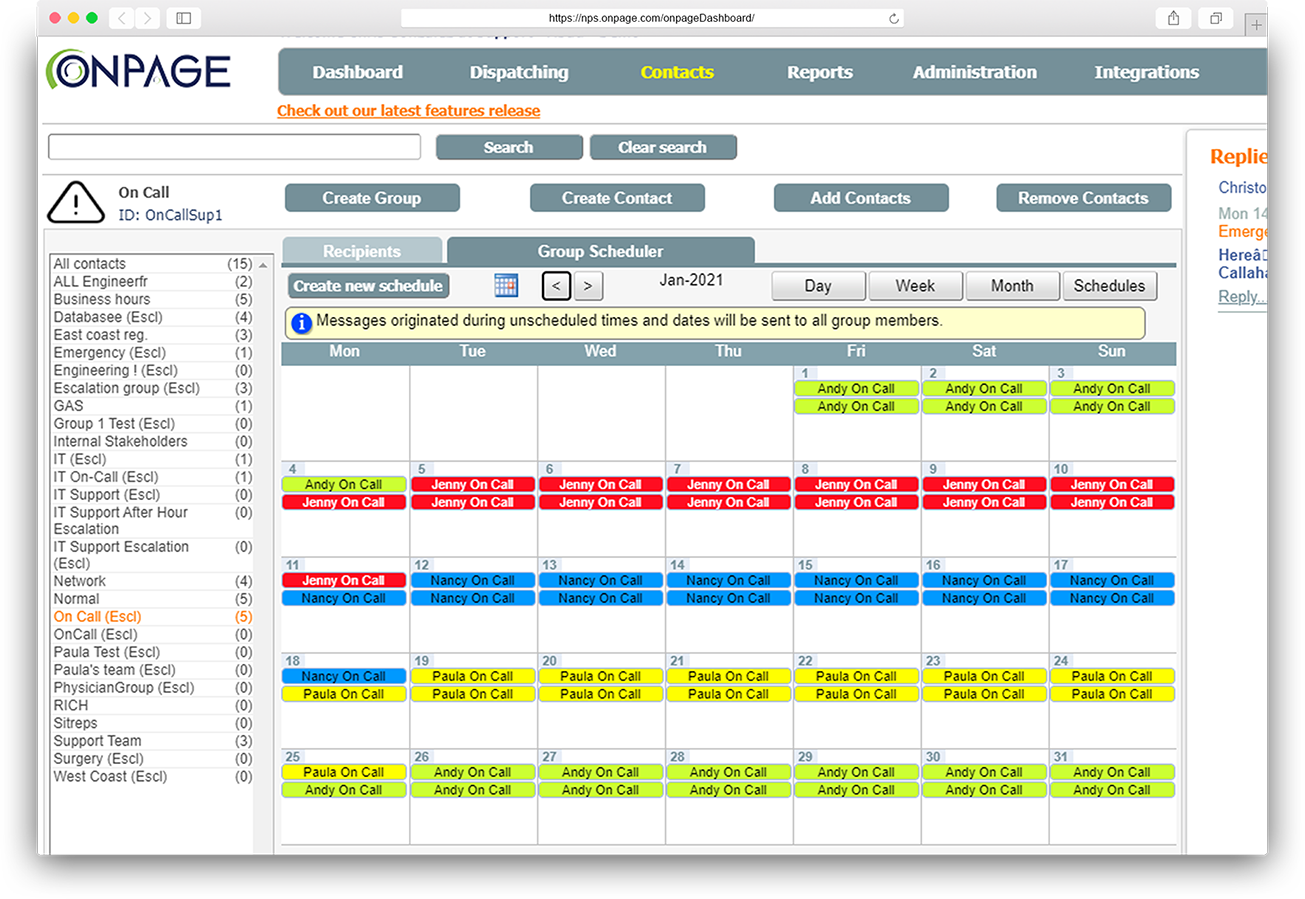 https://nps.onpage.com/onpageDashboard/
ONPAGE
Dashboard Dispatching Contacts Reports Administration Integrations
Check out our latest features release
Search Clear search
On Call
ID: OnCallSup1
Create Group Create Contact Add Contacts Remove Contacts
All contacts (15)
ALL Engineerfr (2)
Business hours (5)
Databasee (Escl) (4)
East coast reg. (3)
Emergency (Escl) (1)
Engineering ! (Escl) (0)
Escalation group (Escl) (3)
GAS (1)
Group 1 Test (Escl) (0)
Internal Stakeholders (0)
IT (Escl) (1)
IT On-Call (Escl) (1)
IT Support (Escl) (0)
IT Support After Hour (0)
Escalation
IT Support Escalation (0)
(Escl)
Network (4)
Normal (5)
On Call (Escl) (5)
OnCall (Escl) (0)
Paula Test (Escl) (0)
Paula's team (Escl) (0)
PhysicianGroup (Escl) (0)
RICH (0)
Sitreps (0)
Support Team (3)
Surgery (Escl) (0)
West Coast (Escl) (0)
Recipients Group Scheduler
Create new schedule < > Jan-2021 Day Week Month Schedules
Messages originated during unscheduled times and dates will be sent to all group members.
Mon Tue Wed Thu Fri Sat Sun
1 2 3
Andy On Call Andy On Call Andy On Call
Andy On Call Andy On Call Andy On Call
4 5 6 7 8 9 10
Andy On Call Jenny On Call Jenny On Call Jenny On Call Jenny On Call Jenny On Call Jenny On Call
Jenny On Call Jenny On Call Jenny On Call Jenny On Call Jenny On Call Jenny On Call Jenny On Call
11 12 13 14 15 16 17
Jenny On Call Nancy On Call Nancy On Call Nancy On Call Nancy On Call Nancy On Call Nancy On Call
Nancy On Call Nancy On Call Nancy On Call Nancy On Call Nancy On Call Nancy On Call Nancy On Call
18 19 20 21 22 23 24
Nancy On Call Paula On Call Paula On Call Paula On Call Paula On Call Paula On Call Paula On Call
Paula On Call Paula On Call Paula On Call Paula On Call Paula On Call Paula On Call Paula On Call
25 26 27 28 29 30 31
Paula On Call Andy On Call Andy On Call Andy On Call Andy On Call Andy On Call Andy On Call
Andy On Call Andy On Call Andy On Call Andy On Call Andy On Call Andy On Call Andy On Call
Replie
Christo
Mon 14
Emerge
Callaha
Reply...